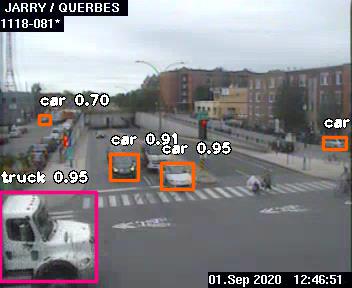 JARRY / QUERBES
1118-081*
car 0.70
car 0.91
car 0.95
car
truck 0.95
01.Sep 2020 12:46:51